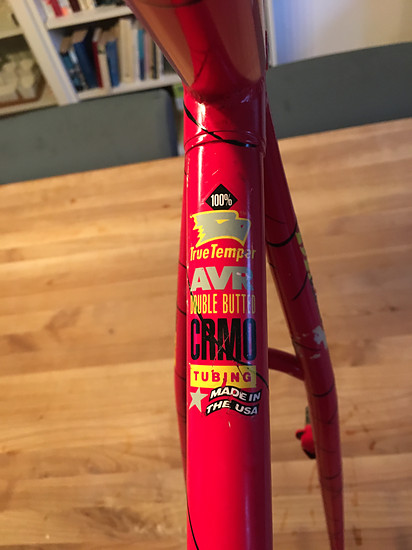 100%
True Temper
AVR
DOUBLE BUTTED
CRMO
TUBING
MADE IN
THE USA